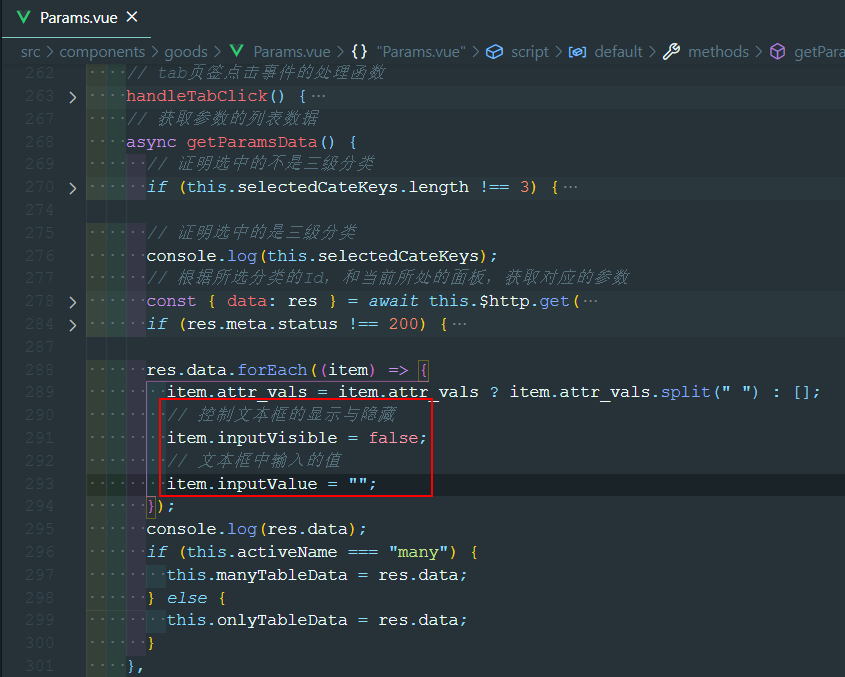 Params.vue ×
src > components > goods > Params.vue > {} "Params.vue" > script > default > methods > getPara
262 // tab页签点击事件的处理函数
263 handleTabClick() { ···
267 // 获取参数的列表数据
268 async getParamsData() {
269 // 证明选中的不是三级分类
270 if (this.selectedCateKeys.length !== 3) { ···
274
275 // 证明选中的是三级分类
276 console.log(this.selectedCateKeys);
277 // 根据所选分类的Id，和当前所处的面板，获取对应的参数
278 const { data: res } = await this.$http.get( ···
284 if (res.meta.status !== 200) { ···
287
288 res.data.forEach((item) => {
289 item.attr_vals = item.attr_vals ? item.attr_vals.split(" ") : [];
290 // 控制文本框的显示与隐藏
291 item.inputVisible = false;
292 // 文本框中输入的值
293 item.inputValue = "";
294 });
295 console.log(res.data);
296 if (this.activeName === "many") {
297 this.manyTableData = res.data;
298 } else {
299 this.onlyTableData = res.data;
300 }
301 },